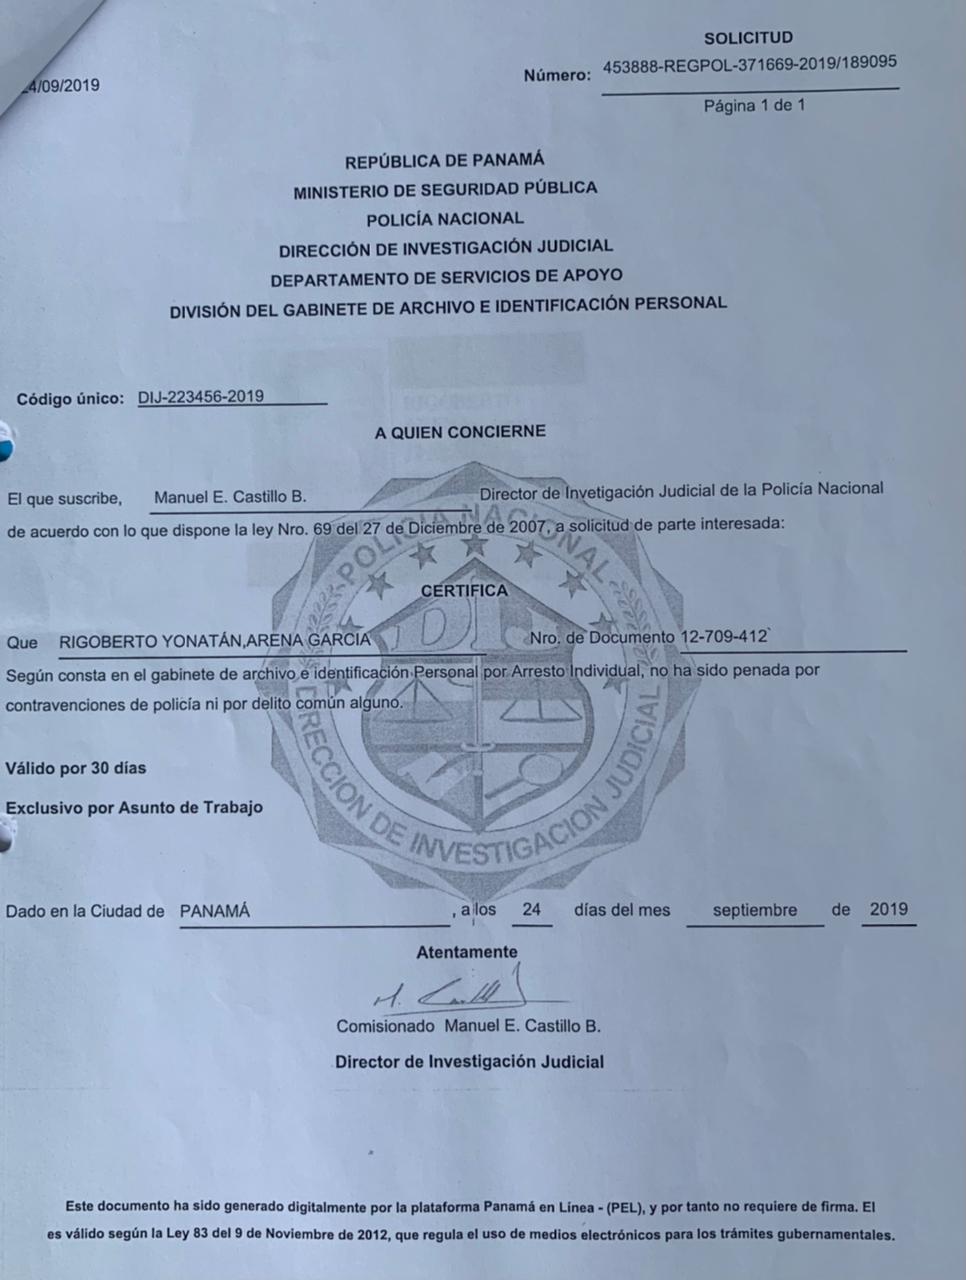 SOLICITUD
4/09/2019
Número: 453888-REGPOL-371669-2019/189095
Página 1 de 1
REPÚBLICA DE PANAMÁ
MINISTERIO DE SEGURIDAD PÚBLICA
POLICÍA NACIONAL
DIRECCIÓN DE INVESTIGACIÓN JUDICIAL
DEPARTAMENTO DE SERVICIOS DE APOYO
DIVISIÓN DEL GABINETE DE ARCHIVO E IDENTIFICACIÓN PERSONAL
Código único: DIJ-223456-2019
A QUIEN CONCIERNE
El que suscribe, Manuel E. Castillo B. Director de Invetigación Judicial de la Policía Nacional
de acuerdo con lo que dispone la ley Nro. 69 del 27 de Diciembre de 2007, a solicitud de parte interesada:
POLICIA NACIONAL
CERTIFICA
Que RIGOBERTO YONATÁN,ARENA GARCIA Nro. de Documento 12-709-412`
Según consta en el gabinete de archivo e identificación Personal por Arresto Individual, no ha sido penada por
contravenciones de policía ni por delito común alguno.
Válido por 30 días
Exclusivo por Asunto de Trabajo
DIRECCION DE INVESTIGACION JUDICIAL
Dado en la Ciudad de PANAMÁ , a los 24 días del mes septiembre de 2019
Atentamente
M. Castillo
Comisionado Manuel E. Castillo B.
Director de Investigación Judicial
Este documento ha sido generado digitalmente por la plataforma Panamá en Línea - (PEL), y por tanto no requiere de firma. El
es válido según la Ley 83 del 9 de Noviembre de 2012, que regula el uso de medios electrónicos para los trámites gubernamentales.